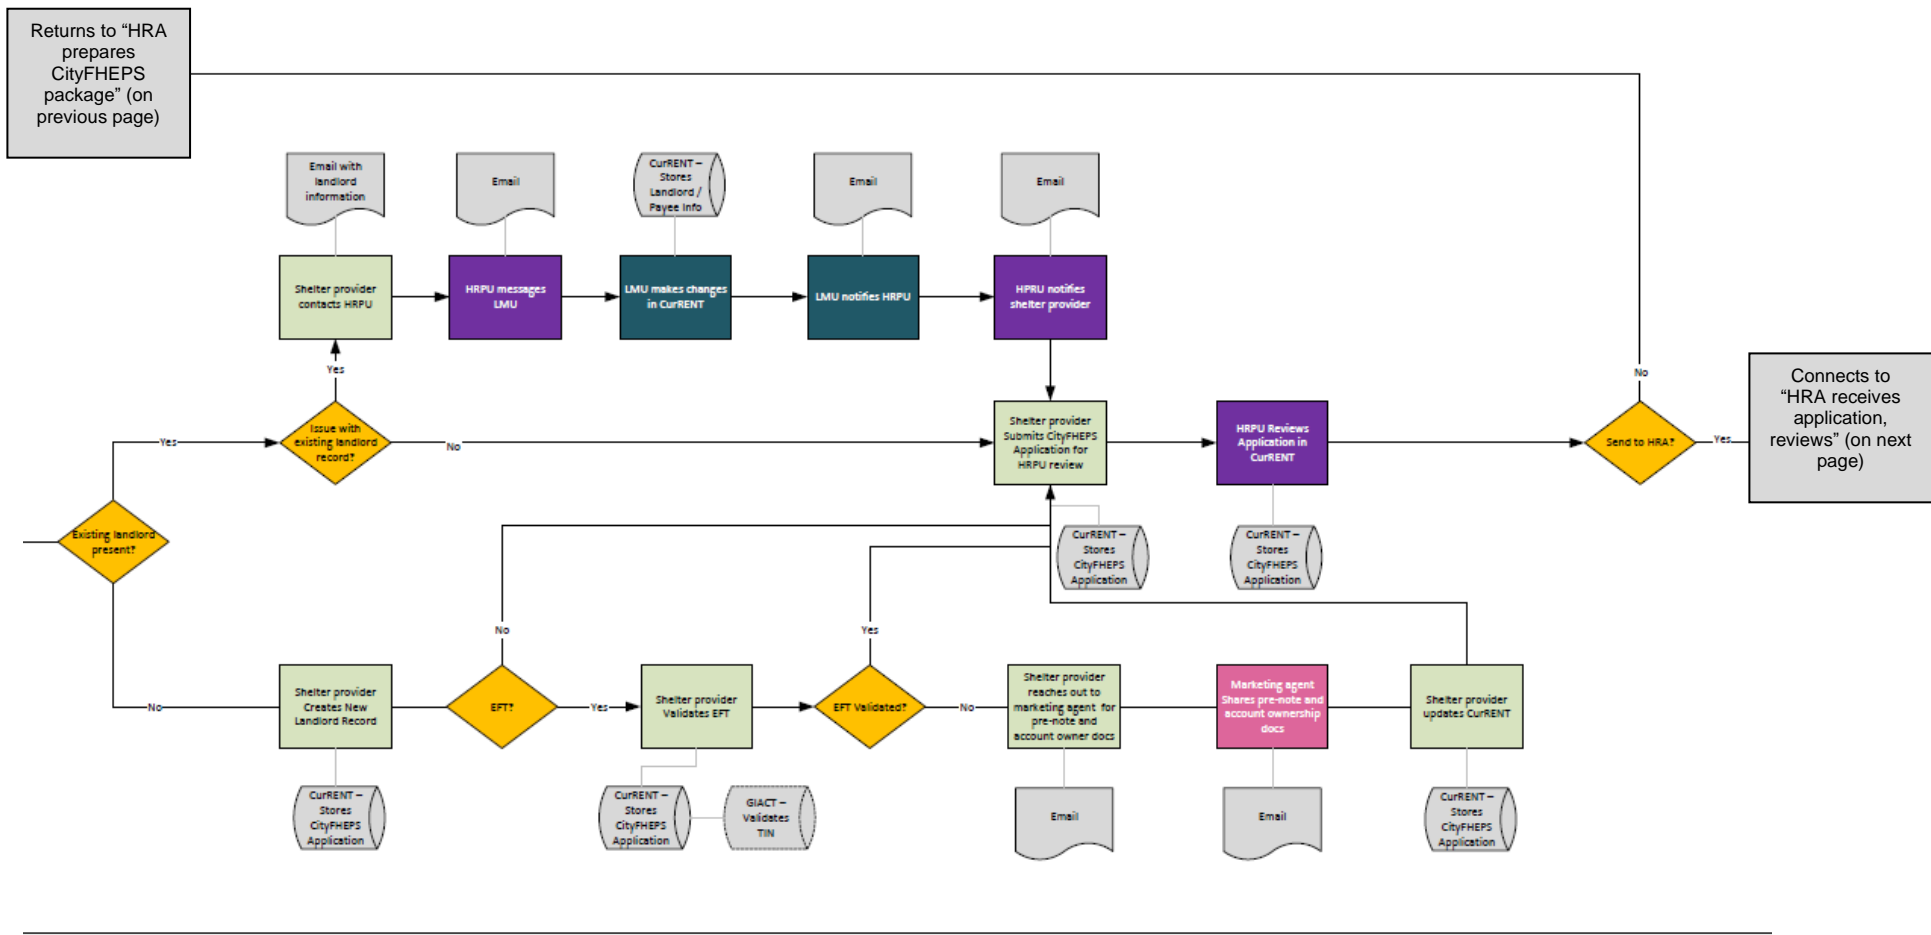 Returns to “HRA
prepares
CityFHEPS
package” (on
previous page)
Email with
landlord
information
Email
CurRENT –
Stores
Landlord /
Payee Info
Email
Email
Shelter provider
contacts HRPU
HRPU messages
LMU
LMU makes changes
in CurRENT
LMU notifies HRPU
HPRU notifies
shelter provider
Yes
No
Connects to
“HRA receives
application,
reviews” (on next
page)
Yes
Issue with
existing landlord
record?
No
Shelter provider
Submits CityFHEPS
Application for
HRPU review
HRPU Reviews
Application in
CurRENT
Send to HRA?
Yes
Existing landlord
present?
CurRENT –
Stores
CityFHEPS
Application
CurRENT –
Stores
CityFHEPS
Application
No
Yes
No
Shelter provider
Creates New
Landlord Record
EFT?
Yes
Shelter provider
Validates EFT
EFT Validated?
No
Shelter provider
reaches out to
marketing agent for
pre-note and
account owner docs
Marketing agent
Shares pre-note and
account ownership
docs
Shelter provider
updates CurRENT
CurRENT –
Stores
CityFHEPS
Application
CurRENT –
Stores
CityFHEPS
Application
GIACT –
Validates
TIN
Email
Email
CurRENT –
Stores
CityFHEPS
Application